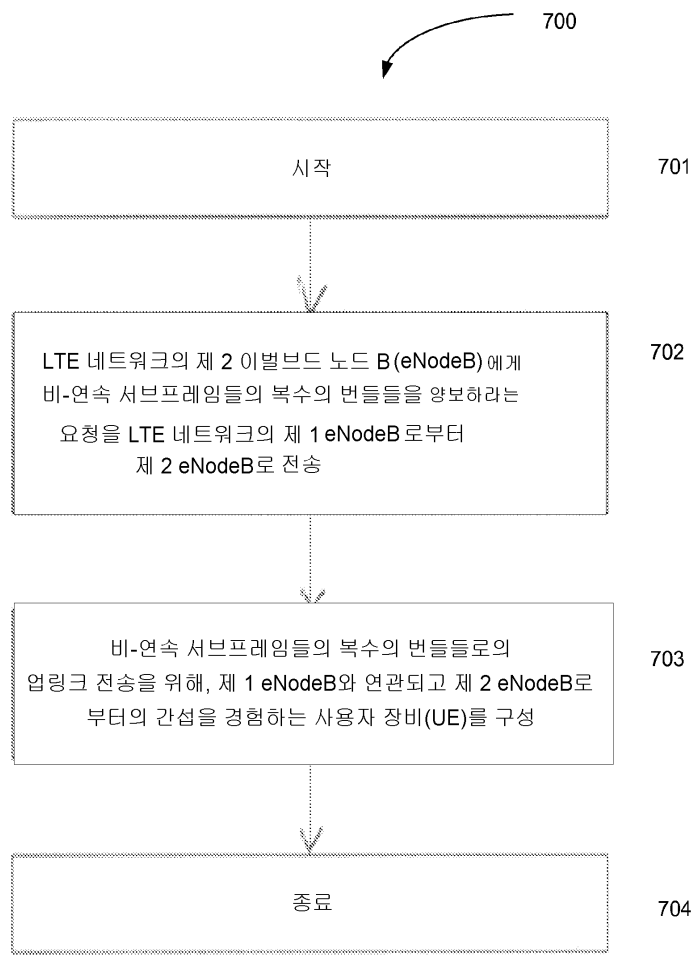 700
시작
701
LTE 네트워크의 제 2 이벌브드 노드 B(eNodeB)에게
비-연속 서브프레임들의 복수의 번들들을 양보하라는
요청을 LTE 네트워크의 제 1 eNodeB로부터
제 2 eNodeB로 전송
702
비-연속 서브프레임들의 복수의 번들들로의
업링크 전송을 위해, 제 1 eNodeB와 연관되고 제 2 eNodeB로
부터의 간섭을 경험하는 사용자 장비(UE)를 구성
703
종료
704